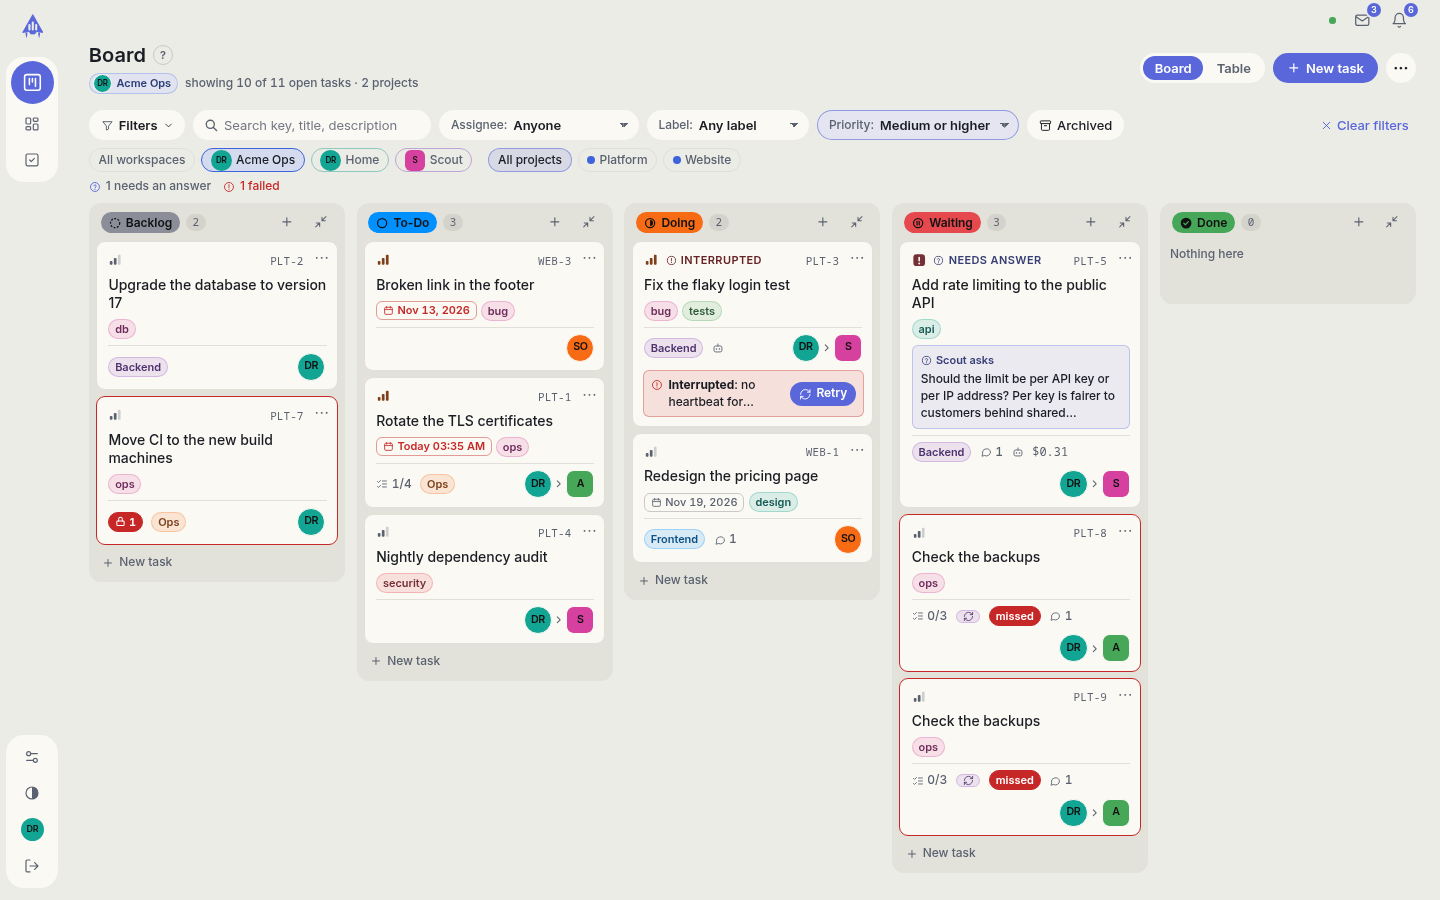 3
6
Board ?
Board
Table
+ New task
DR Acme Ops showing 10 of 11 open tasks · 2 projects
Filters
Search key, title, description
Assignee: Anyone
Label: Any label
Priority: Medium or higher
Archived
Clear filters
All workspaces
DR Acme Ops
DR Home
S Scout
All projects
Platform
Website
1 needs an answer
1 failed
Backlog 2
PLT-2
Upgrade the database to version
17
db
Backend
DR
PLT-7
Move CI to the new build
machines
ops
1
Ops
DR
+ New task
To-Do 3
WEB-3
Broken link in the footer
Nov 13, 2026
bug
SO
PLT-1
Rotate the TLS certificates
Today 03:35 AM
ops
1/4
Ops
DR > A
PLT-4
Nightly dependency audit
security
DR > S
+ New task
Doing 2
INTERRUPTED
PLT-3
Fix the flaky login test
bug
tests
Backend
DR > S
Interrupted: no
heartbeat for...
Retry
WEB-1
Redesign the pricing page
Nov 19, 2026
design
Frontend
1
SO
+ New task
Waiting 3
NEEDS ANSWER
PLT-5
Add rate limiting to the public
API
api
Scout asks
Should the limit be per API key or
per IP address? Per key is fairer to
customers behind shared...
Backend
1
$0.31
DR > S
PLT-8
Check the backups
ops
0/3
missed
1
DR > A
PLT-9
Check the backups
ops
0/3
missed
1
DR > A
+ New task
Done 0
Nothing here
DR